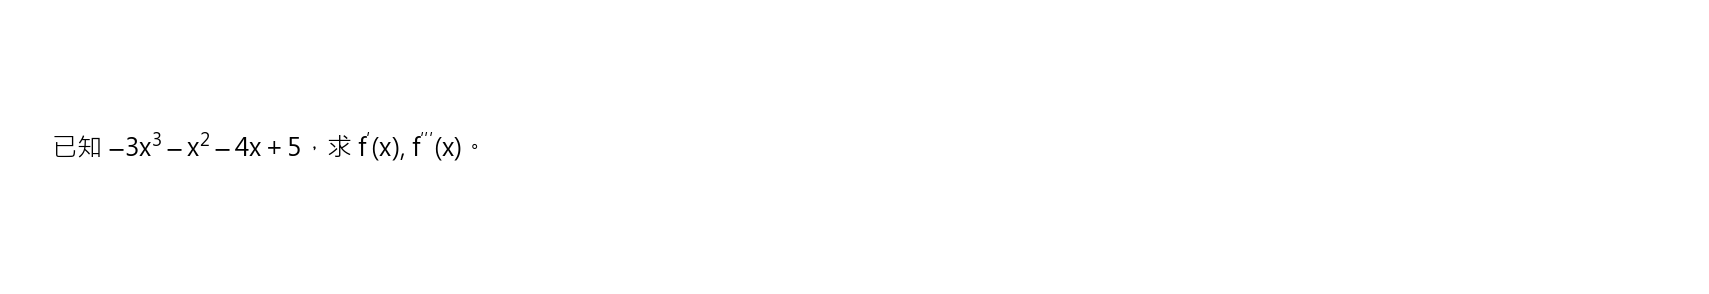 已知 −3x³ − x² − 4x + 5，求 f′(x), f′′′(x)。